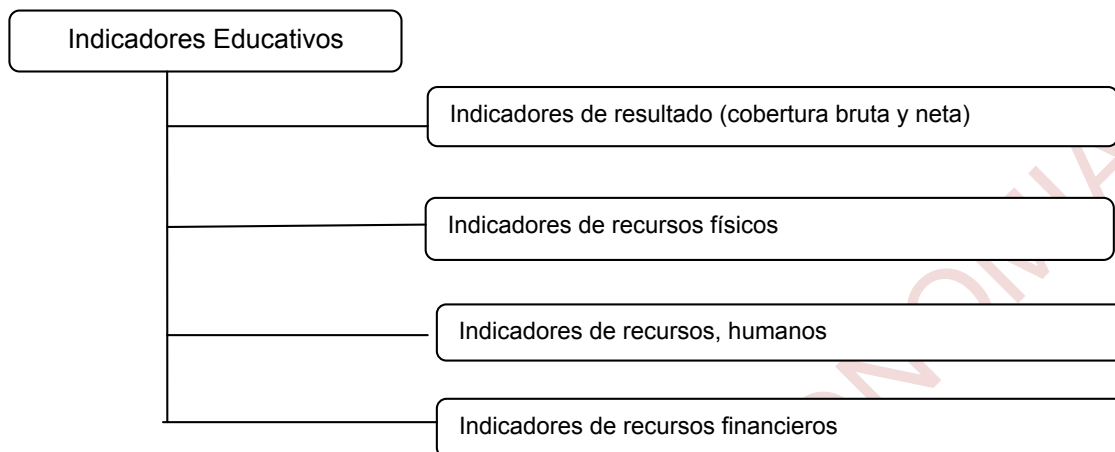 Indicadores Educativos
Indicadores de resultado (cobertura bruta y neta)
Indicadores de recursos físicos
Indicadores de recursos, humanos
Indicadores de recursos financieros